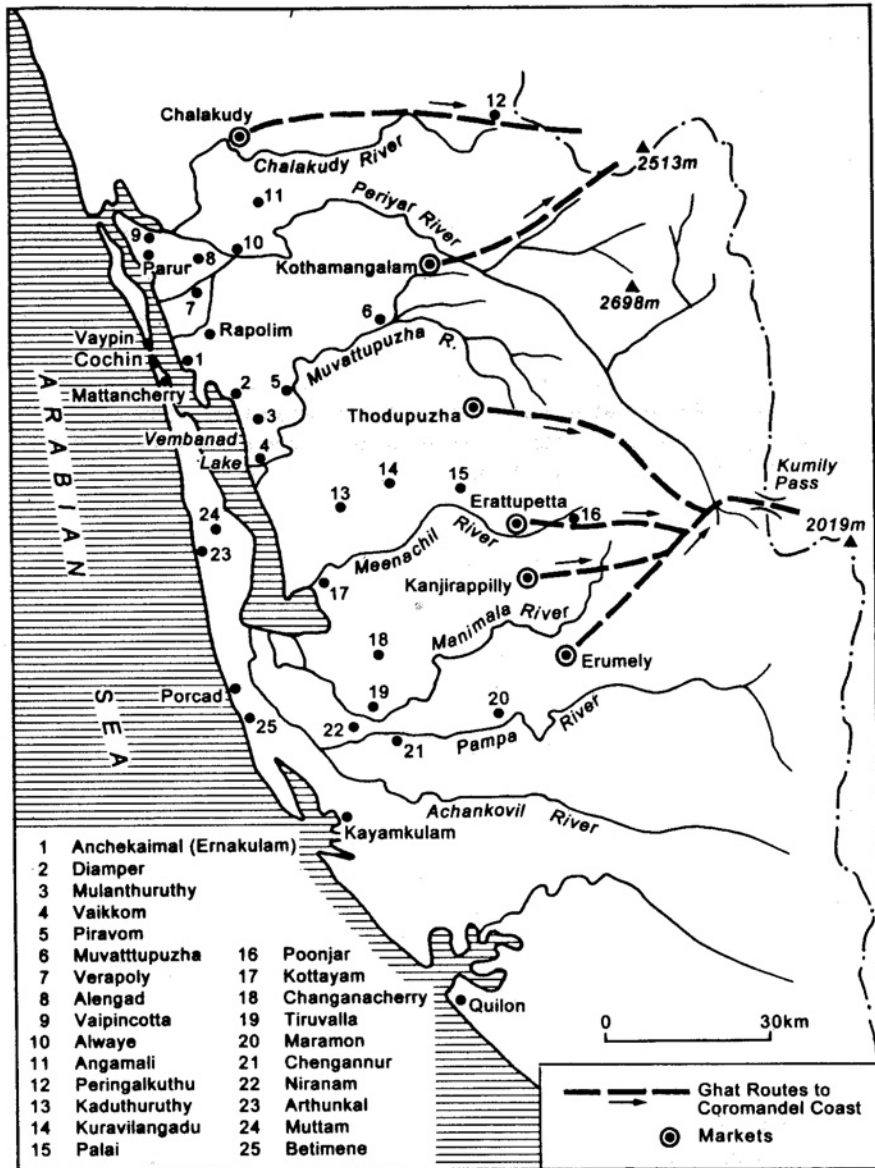 12
Chalakudy
2513m
Chalakudy River
11
Periyar River
9
10
Parur
8
Kothamangalam
2698m
7
6
Rapolim
Vaypin
Muvattupuzha R.
Cochin
1
Mattancherry
2
5
3
Thodupuzha
Vembanad
Lake
4
ARABIAN
SEA
14
15
Kumily
Pass
13
Erattupetta
16
24
2019m
23
Meenachil River
17
Kanjirappilly
Manimala River
18
Erumely
Porcad
19
20
25
22
21
Pampa River
Achankovil River
Kayamkulam
Quilon
1 Anchekaimal (Ernakulam)
2 Diamper
3 Mulanthuruthy
4 Vaikkom
5 Piravom
6 Muvatttupuzha
7 Verapoly
8 Alengad
9 Vaipincotta
10 Alwaye
11 Angamali
12 Peringalkuthu
13 Kaduthuruthy
14 Kuravilangadu
15 Palai
16 Poonjar
17 Kottayam
18 Changanacherry
19 Tiruvalla
20 Maramon
21 Chengannur
22 Niranam
23 Arthunkal
24 Muttam
25 Betimene
0 30km
Ghat Routes to
Coromandel Coast
Markets